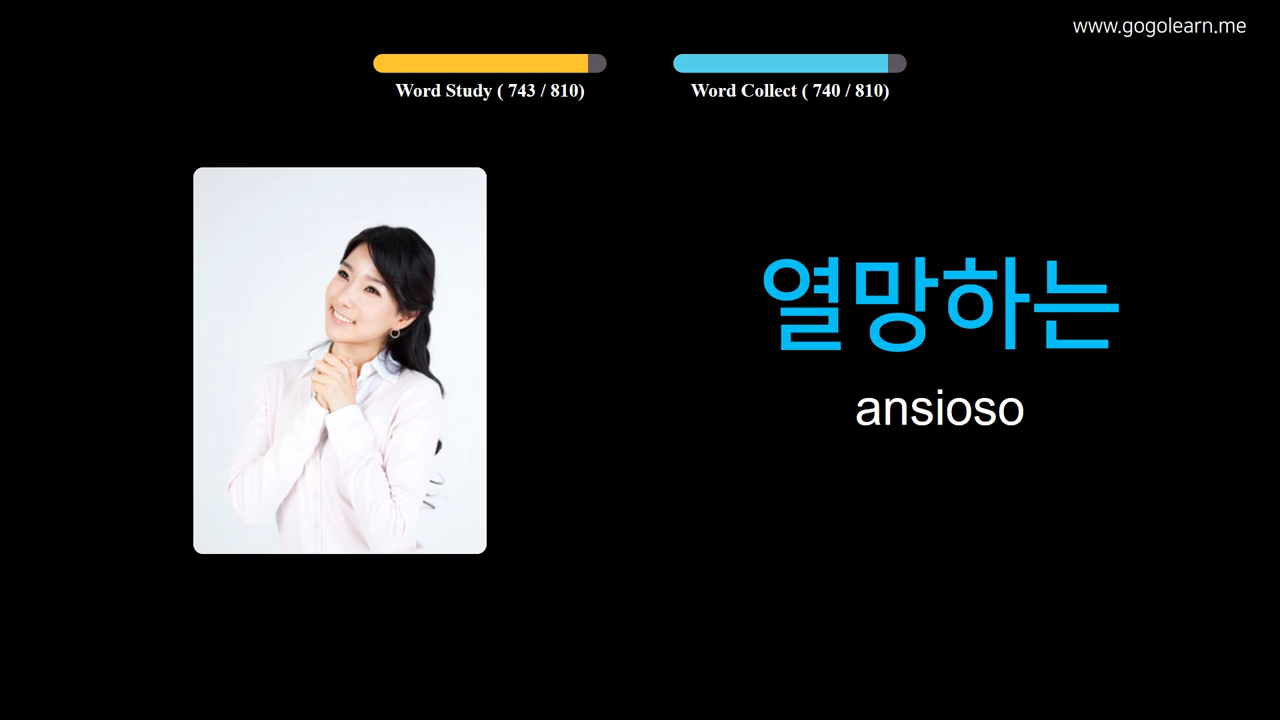 www.gogolearn.me
Word Study ( 743 / 810)
Word Collect ( 740 / 810)
열망하는
ansioso